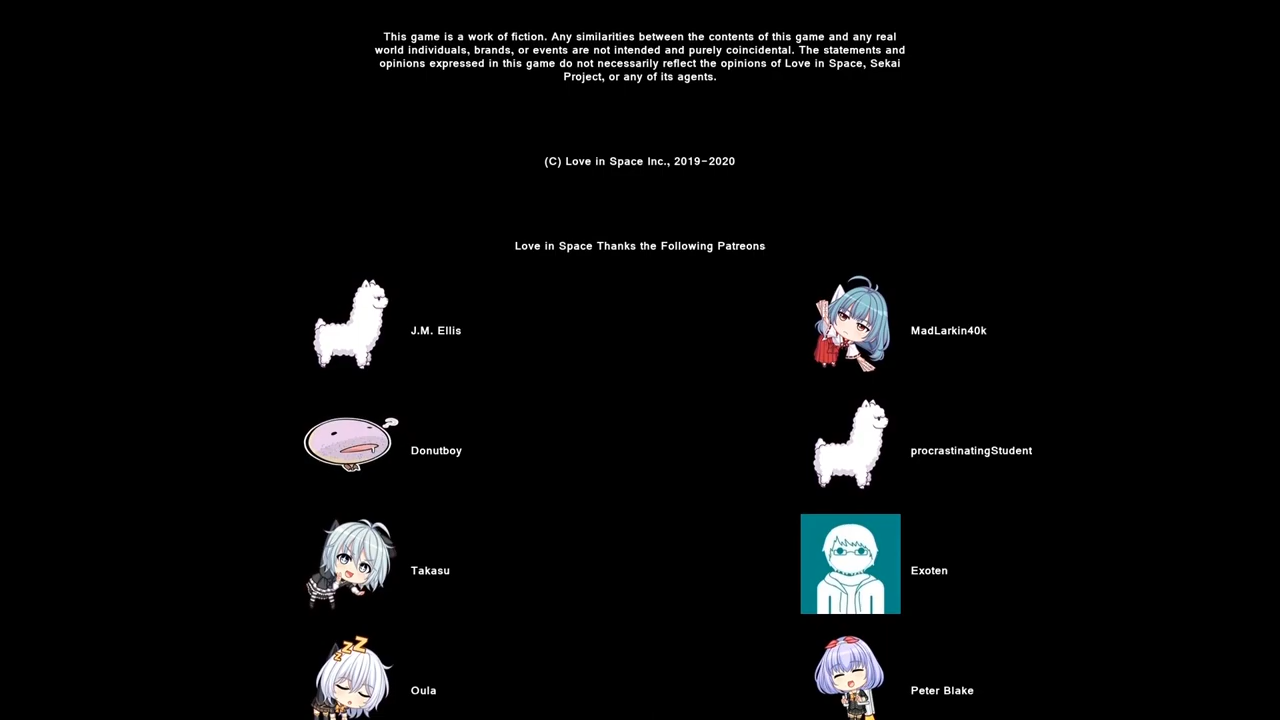 This game is a work of fiction. Any similarities between the contents of this game and any real
world individuals, brands, or events are not intended and purely coincidental. The statements and
opinions expressed in this game do not necessarily reflect the opinions of Love in Space, Sekai
Project, or any of its agents.
(C) Love in Space Inc., 2019-2020
Love in Space Thanks the Following Patreons
J.M. Ellis
MadLarkin40k
Donutboy
procrastinatingStudent
Takasu
Exoten
zZZ
Oula
Peter Blake